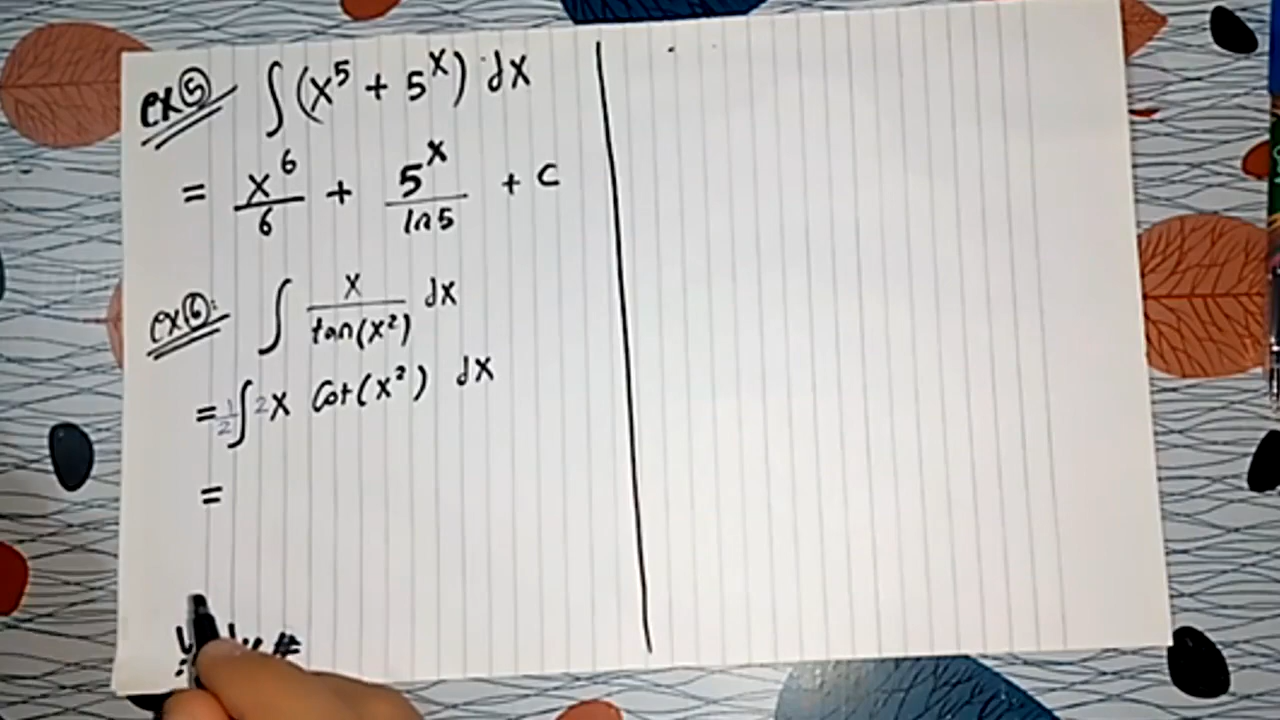 ex⑤ ∫(x⁵ + 5ˣ) dx
= x⁶/6 + 5ˣ/ln5 + c
ex⑥: ∫ x/tan(x²) dx
= 1/2 ∫ 2x Cot(x²) dx
=